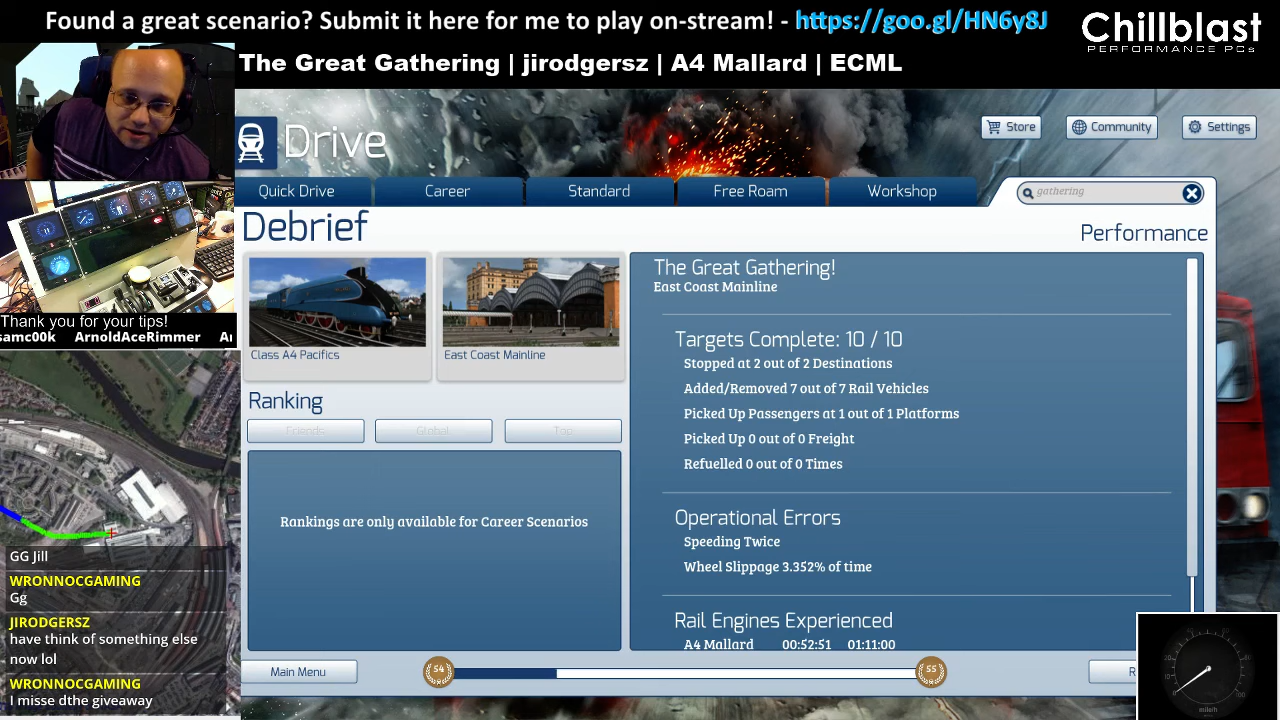 Found a great scenario? Submit it here for me to play on-stream! - https://goo.gl/HN6y8J
Chillblast
PERFORMANCE PCs
The Great Gathering | jirodgersz | A4 Mallard | ECML
Drive
Store
Community
Settings
Quick Drive
Career
Standard
Free Roam
Workshop
gathering
Debrief
Performance
Class A4 Pacifics
East Coast Mainline
Ranking
Friends
Global
Top
Rankings are only available for Career Scenarios
The Great Gathering!
East Coast Mainline
Targets Complete: 10 / 10
Stopped at 2 out of 2 Destinations
Added/Removed 7 out of 7 Rail Vehicles
Picked Up Passengers at 1 out of 1 Platforms
Picked Up 0 out of 0 Freight
Refuelled 0 out of 0 Times
Operational Errors
Speeding Twice
Wheel Slippage 3.352% of time
Rail Engines Experienced
A4 Mallard 00:52:51 01:11:00
Main Menu
54
55
R
Thank you for your tips!
samc00k ArnoldAceRimmer
GG Jill
WRONNOCGAMING
Gg
JIRODGERSZ
have think of something else
now lol
WRONNOCGAMING
I misse dthe giveaway